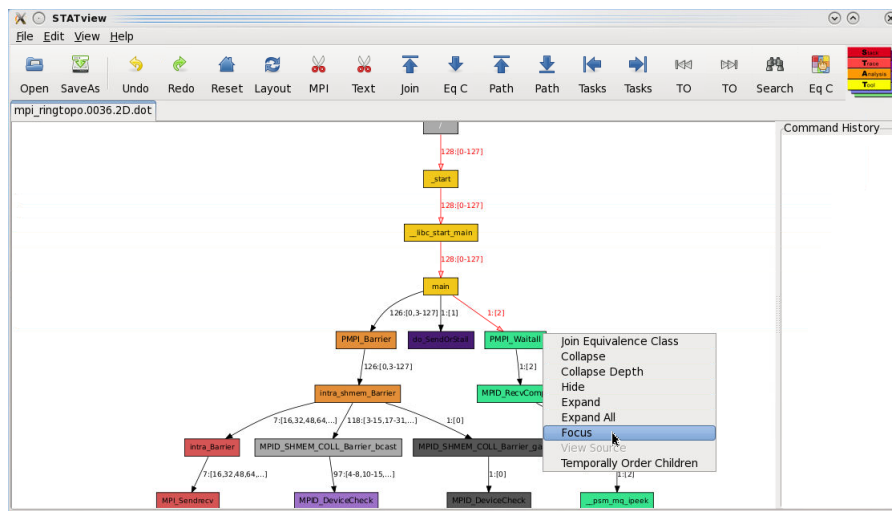 STATview
File Edit View Help
Open SaveAs Undo Redo Reset Layout MPI Text Join Eq C Path Path Tasks Tasks TO TO Search Eq C
Stack
Trace
Analysis
Tool
mpi_ringtopo.0036.2D.dot
Command History
/
128:[0-127]
_start
128:[0-127]
__libc_start_main
128:[0-127]
main
126:[0,3-127] 1:[1] 1:[2]
PMPI_Barrier do_SendOrStall PMPI_Waitall
126:[0,3-127] 1:[2]
intra_shmem_Barrier MPID_RecvComp
7:[16,32,48,64,...] 118:[3-15,17-31,...] 1:[0]
intra_Barrier MPID_SHMEM_COLL_Barrier_bcast MPID_SHMEM_COLL_Barrier_ga
7:[16,32,48,64,...] 97:[4-8,10-15,...] 1:[0] 1:[2]
MPI_Sendrecv MPID_DeviceCheck MPID_DeviceCheck __psm_mq_ipeek
Join Equivalence Class
Collapse
Collapse Depth
Hide
Expand
Expand All
Focus
View Source
Temporally Order Children